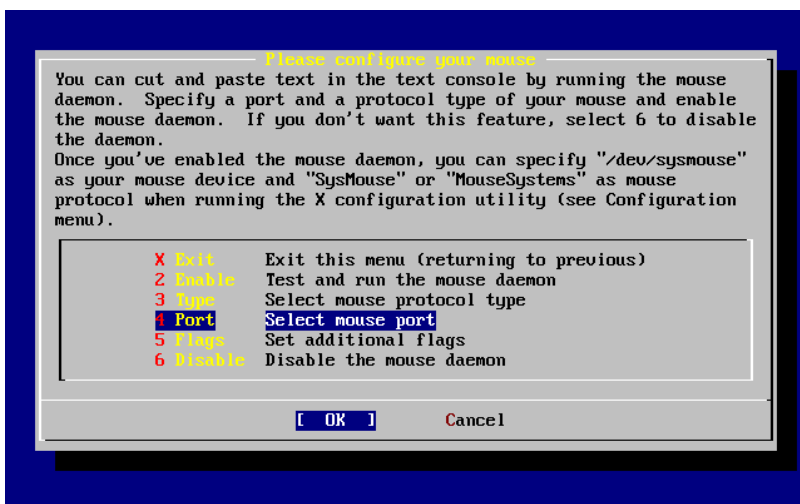 Please configure your mouse
You can cut and paste text in the text console by running the mouse
daemon.  Specify a port and a protocol type of your mouse and enable
the mouse daemon.  If you don't want this feature, select 6 to disable
the daemon.
Once you've enabled the mouse daemon, you can specify "/dev/sysmouse"
as your mouse device and "SysMouse" or "MouseSystems" as mouse
protocol when running the X configuration utility (see Configuration
menu).
X Exit Exit this menu (returning to previous)
2 Enable Test and run the mouse daemon
3 Type Select mouse protocol type
4 Port Select mouse port
5 Flags Set additional flags
6 Disable Disable the mouse daemon
[ OK ] Cancel